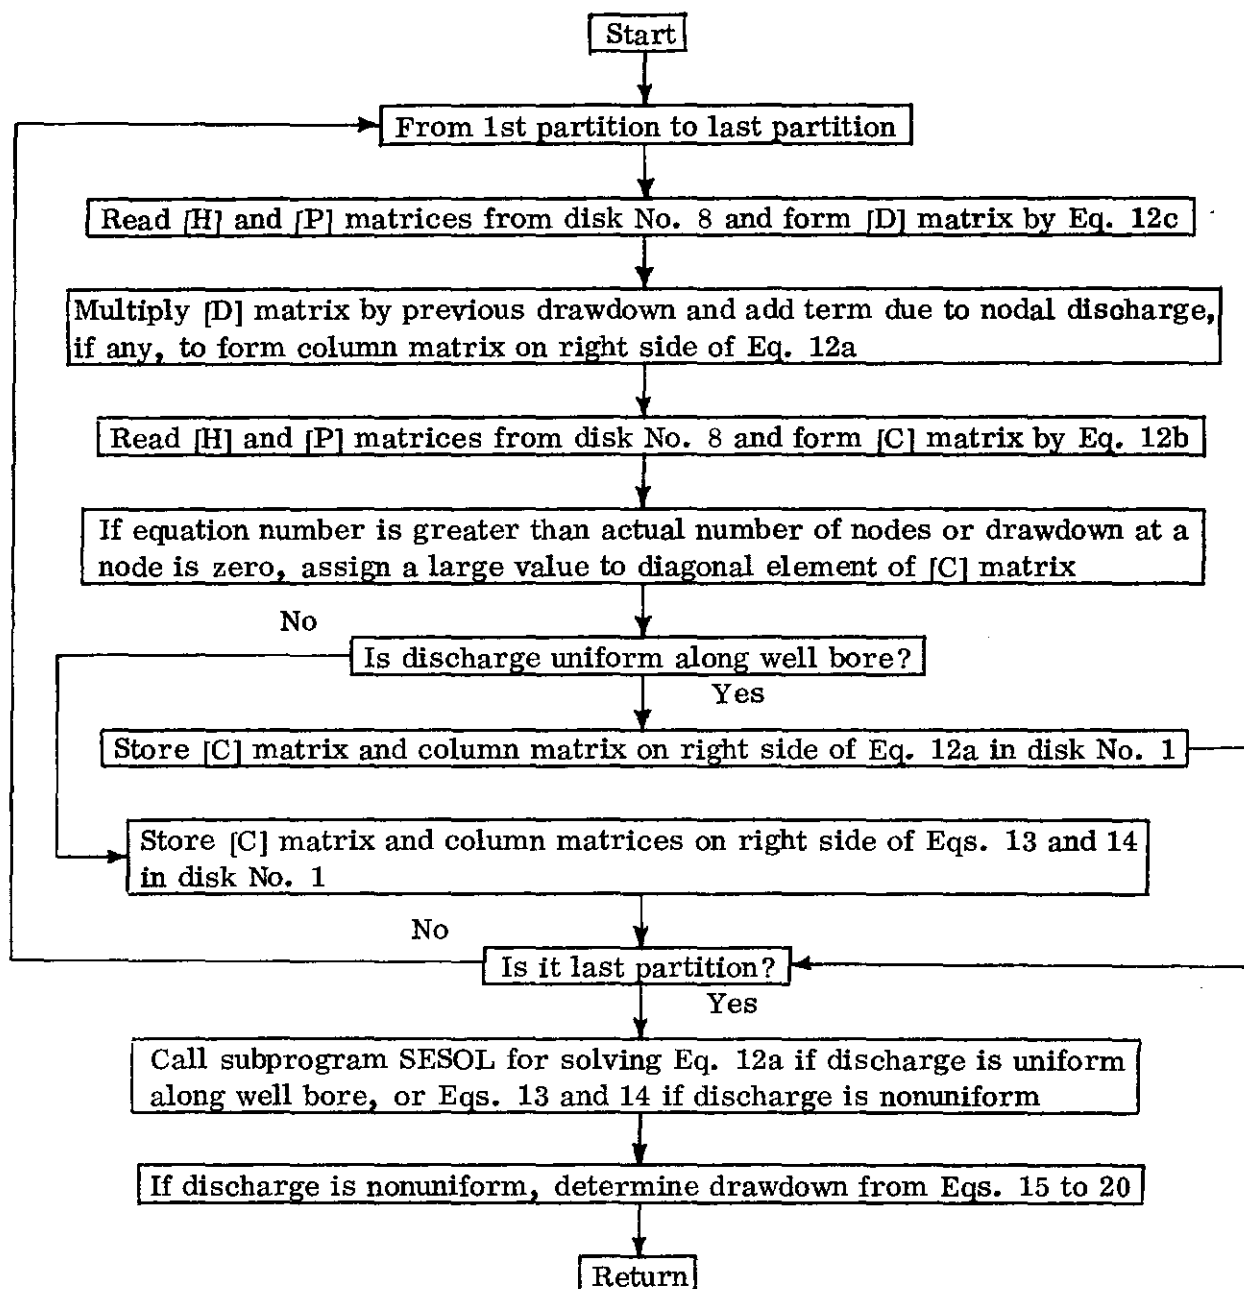 Start
From 1st partition to last partition
Read [H] and [P] matrices from disk No. 8 and form [D] matrix by Eq. 12c
Multiply [D] matrix by previous drawdown and add term due to nodal discharge,
if any, to form column matrix on right side of Eq. 12a
Read [H] and [P] matrices from disk No. 8 and form [C] matrix by Eq. 12b
If equation number is greater than actual number of nodes or drawdown at a
node is zero, assign a large value to diagonal element of [C] matrix
No
Is discharge uniform along well bore?
Yes
Store [C] matrix and column matrix on right side of Eq. 12a in disk No. 1
Store [C] matrix and column matrices on right side of Eqs. 13 and 14
in disk No. 1
No
Is it last partition?
Yes
Call subprogram SESOL for solving Eq. 12a if discharge is uniform
along well bore, or Eqs. 13 and 14 if discharge is nonuniform
If discharge is nonuniform, determine drawdown from Eqs. 15 to 20
Return